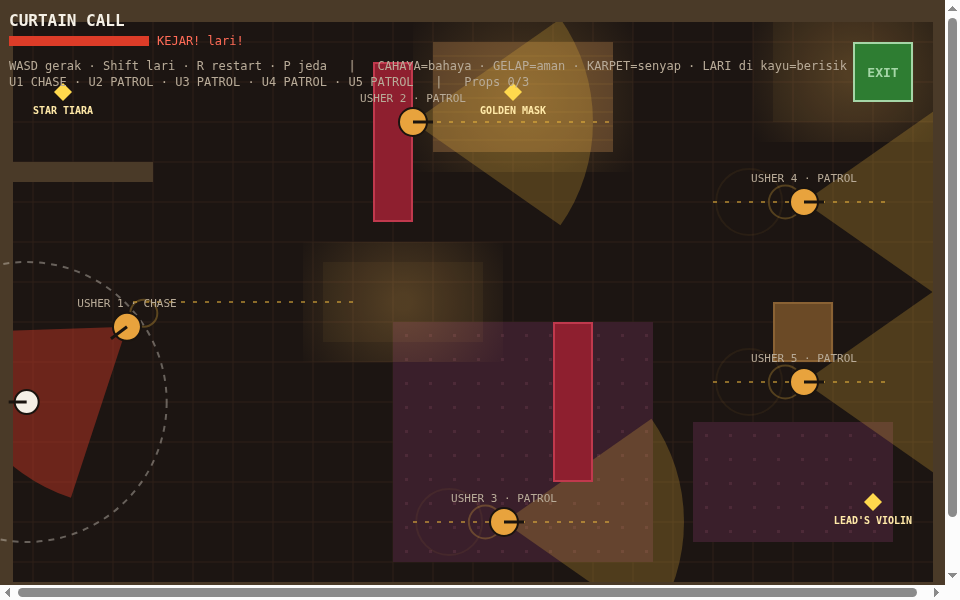 CURTAIN CALL
KEJAR! lari!
WASD gerak · Shift lari · R restart · P jeda | CAHAYA=bahaya · GELAP=aman · KARPET=senyap · LARI di kayu=berisik
U1 CHASE · U2 PATROL · U3 PATROL · U4 PATROL · U5 PATROL | Props 0/3
EXIT
USHER 2 · PATROL
STAR TIARA
GOLDEN MASK
USHER 4 · PATROL
USHER 1 · CHASE
USHER 5 · PATROL
USHER 3 · PATROL
LEAD'S VIOLIN